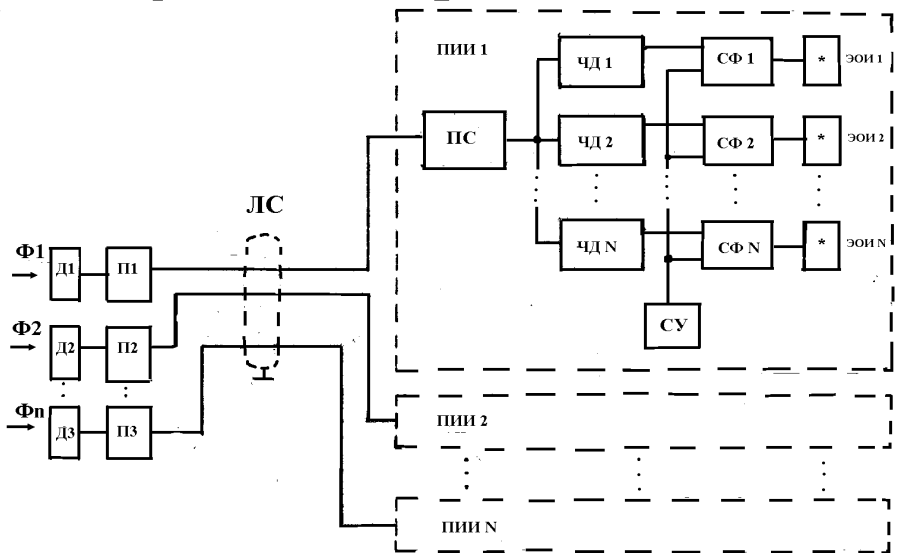 ПИИ 1
ЧД 1
СФ 1
*
ЭОИ 1
ПС
ЧД 2
СФ 2
*
ЭОИ 2
ЛС
Ф1
Д1
П1
ЧД N
СФ N
*
ЭОИ N
СУ
Ф2
Д2
П2
Фn
Д3
П3
ПИИ 2
ПИИ N